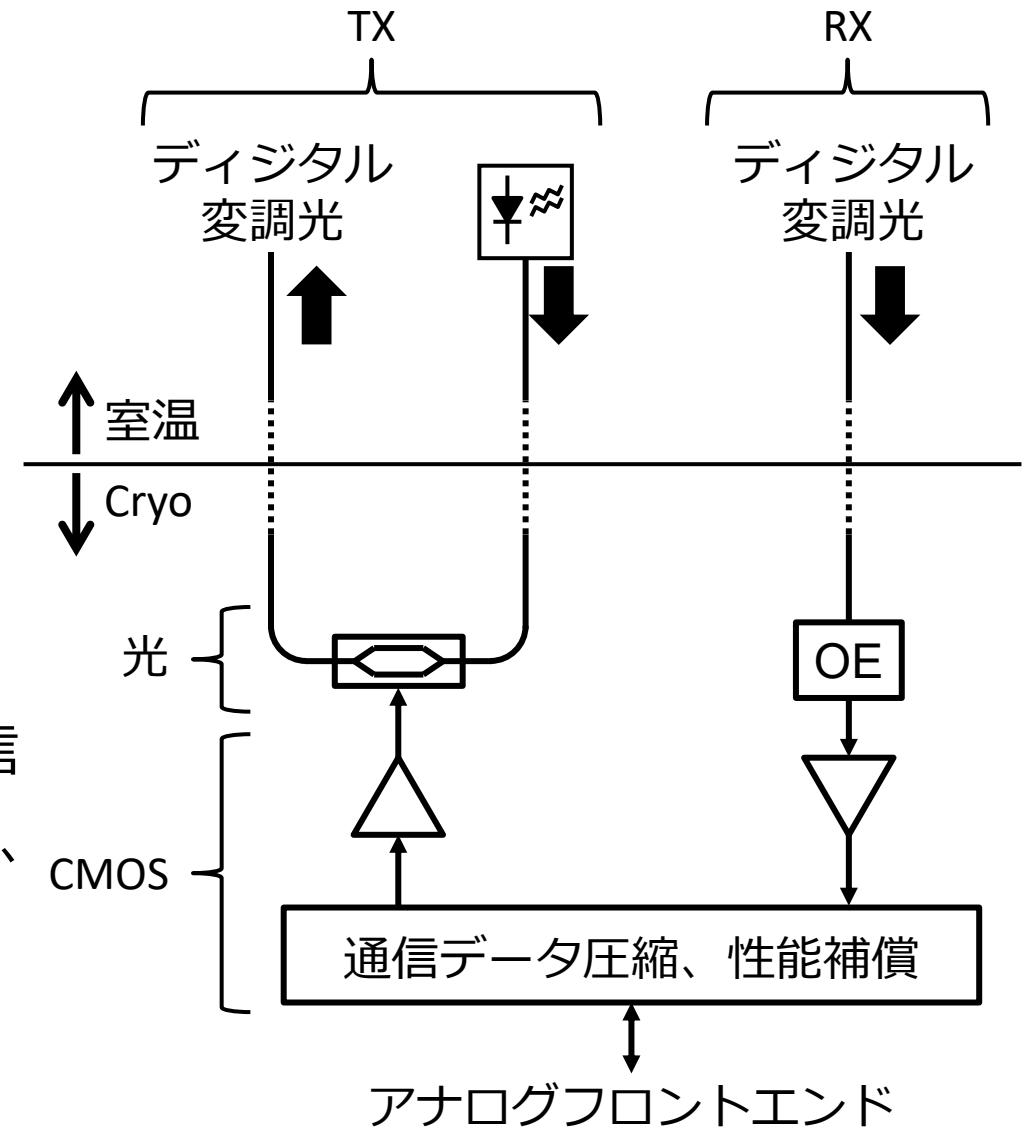 TX
RX
ディジタル
変調光
ディジタル
変調光
室温
Cryo
光
OE
信
、
CMOS
通信データ圧縮、性能補償
アナログフロントエンド